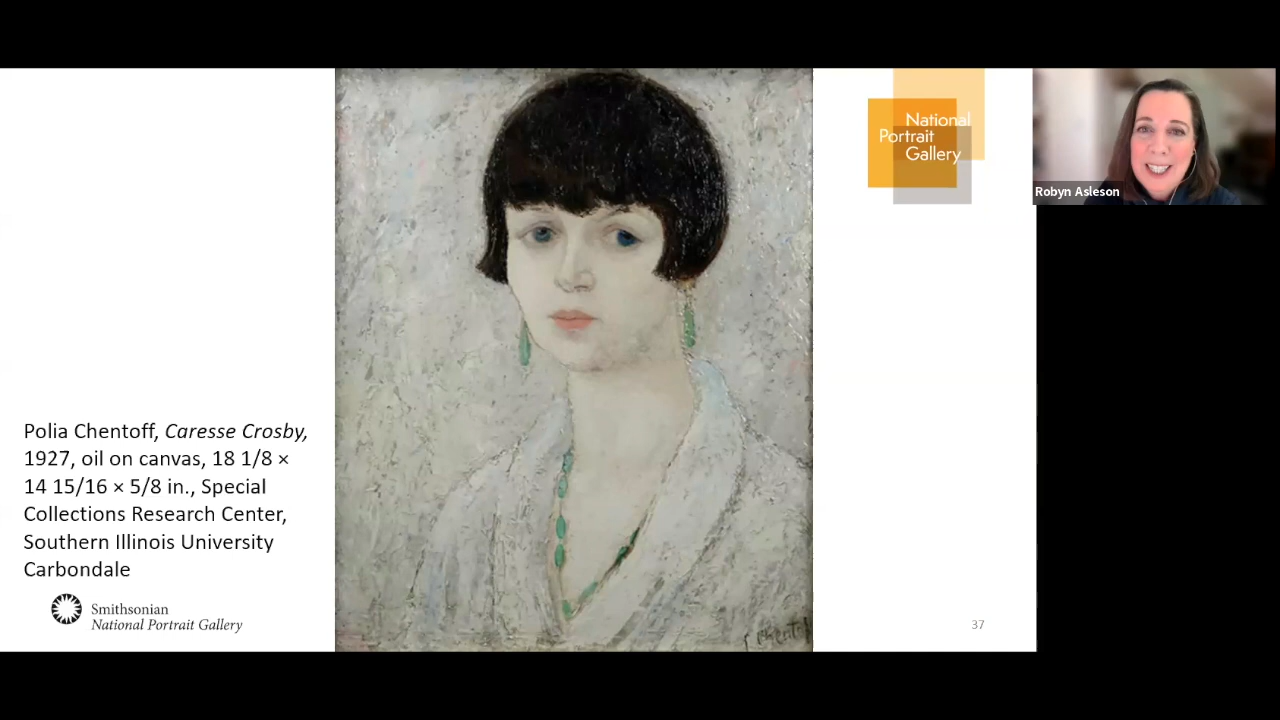 Polia Chentoff, Caresse Crosby,
1927, oil on canvas, 18 1/8 ×
14 15/16 × 5/8 in., Special
Collections Research Center,
Southern Illinois University
Carbondale
Smithsonian
National Portrait Gallery
National
Portrait
Gallery
37
Robyn Asleson